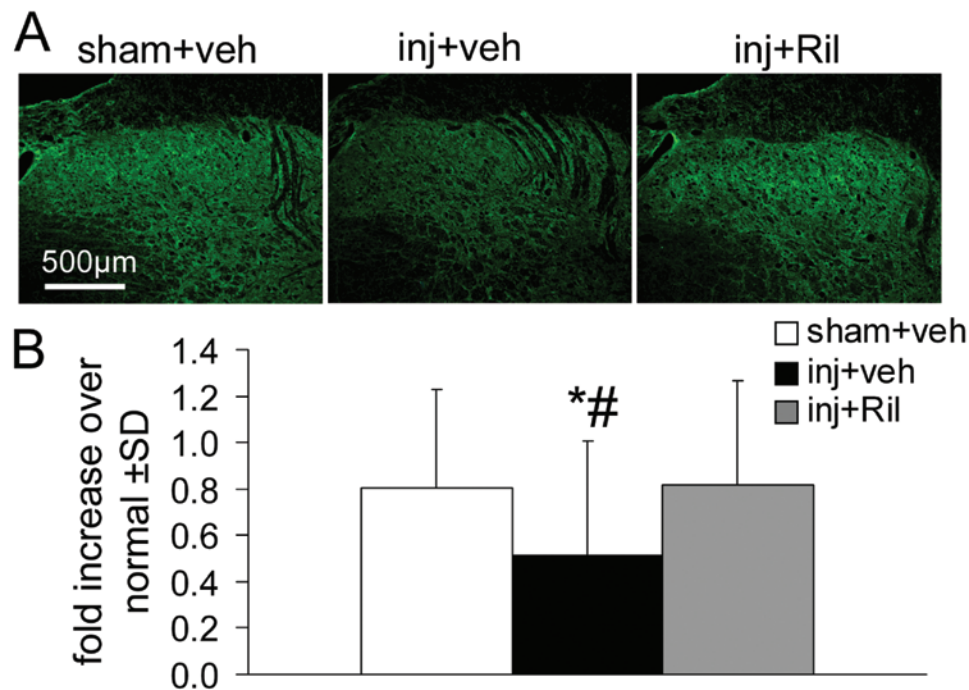 A
sham+veh inj+veh inj+Ril
500μm
B
sham+veh
inj+veh
inj+Ril
fold increase over
normal ±SD
1.4
1.2
1.0
0.8
0.6
0.4
0.2
0.0
*#